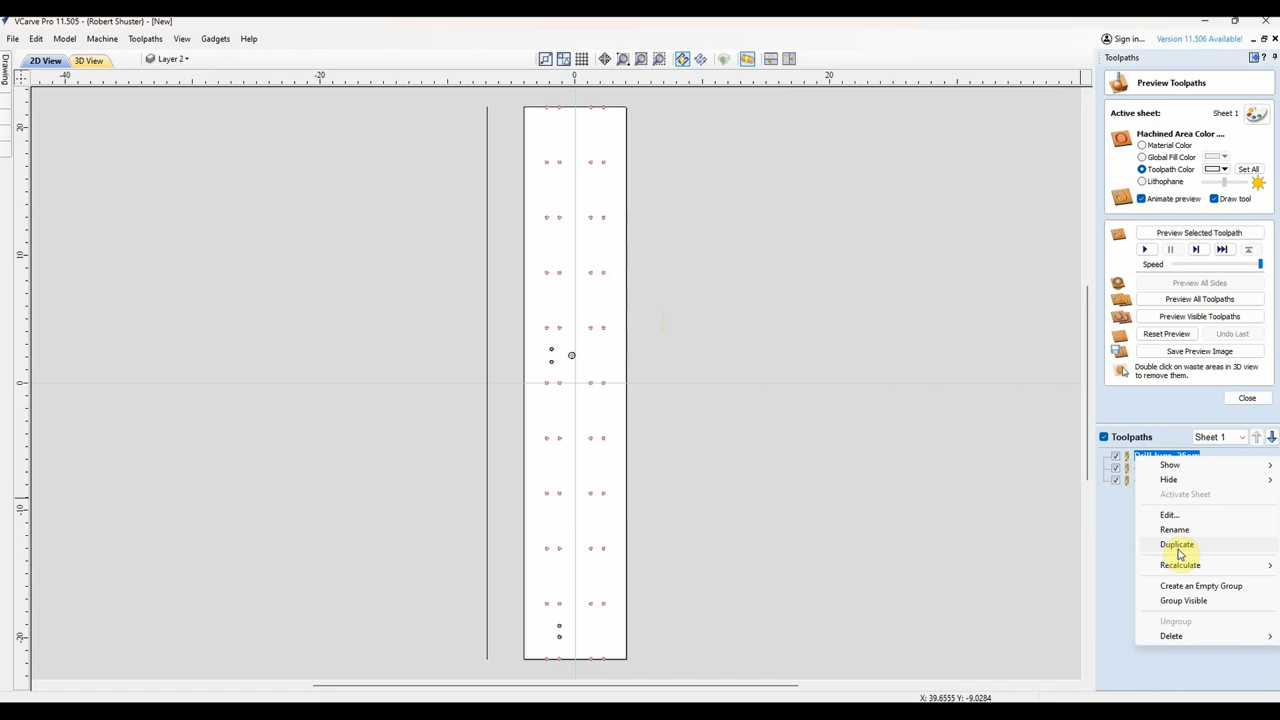 VCarve Pro 11.505 - {Robert Shuster} - [New]
File Edit Model Machine Toolpaths View Gadgets Help
Sign in... Version 11.506 Available!
Drawing
2D View 3D View Layer 2
Toolpaths
-40 -20 0 20
20
10
0
-10
-20
Preview Toolpaths
Active sheet: Sheet 1
Machined Area Color ....
Material Color
Global Fill Color
Toolpath Color Set All
Lithophane
Animate preview Draw tool
Preview Selected Toolpath
Speed
Preview All Sides
Preview All Toolpaths
Preview Visible Toolpaths
Reset Preview Undo Last
Save Preview Image
Double click on waste areas in 3D view
to remove them.
Close
Toolpaths Sheet 1
Show
Hide
Activate Sheet
Edit...
Rename
Duplicate
Recalculate
Create an Empty Group
Group Visible
Ungroup
Delete
X: 39.6555 Y: -9.0284